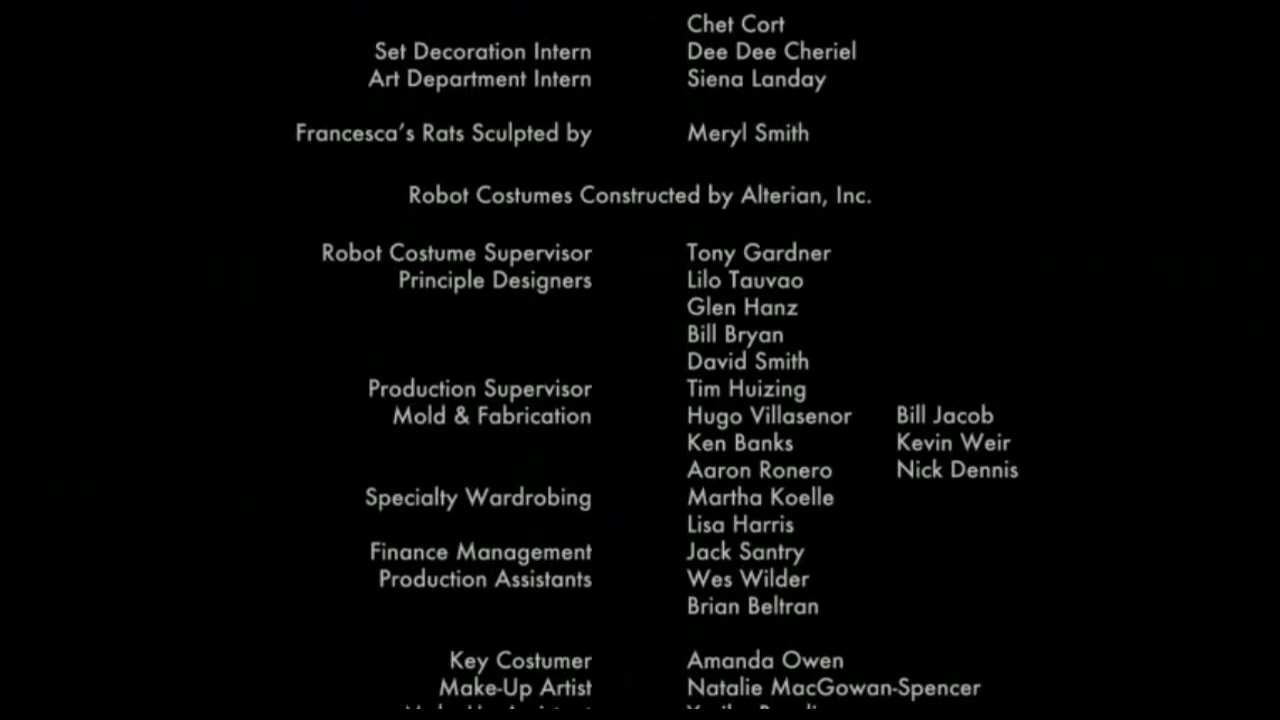 Chet Cort
Set Decoration Intern Dee Dee Cheriel
Art Department Intern Siena Landay
Francesca's Rats Sculpted by Meryl Smith
Robot Costumes Constructed by Alterian, Inc.
Robot Costume Supervisor Tony Gardner
Principle Designers Lilo Tauvao
Glen Hanz
Bill Bryan
David Smith
Production Supervisor Tim Huizing
Mold & Fabrication Hugo Villasenor Bill Jacob
Ken Banks Kevin Weir
Aaron Ronero Nick Dennis
Specialty Wardrobing Martha Koelle
Lisa Harris
Finance Management Jack Santry
Production Assistants Wes Wilder
Brian Beltran
Key Costumer Amanda Owen
Make-Up Artist Natalie MacGowan-Spencer